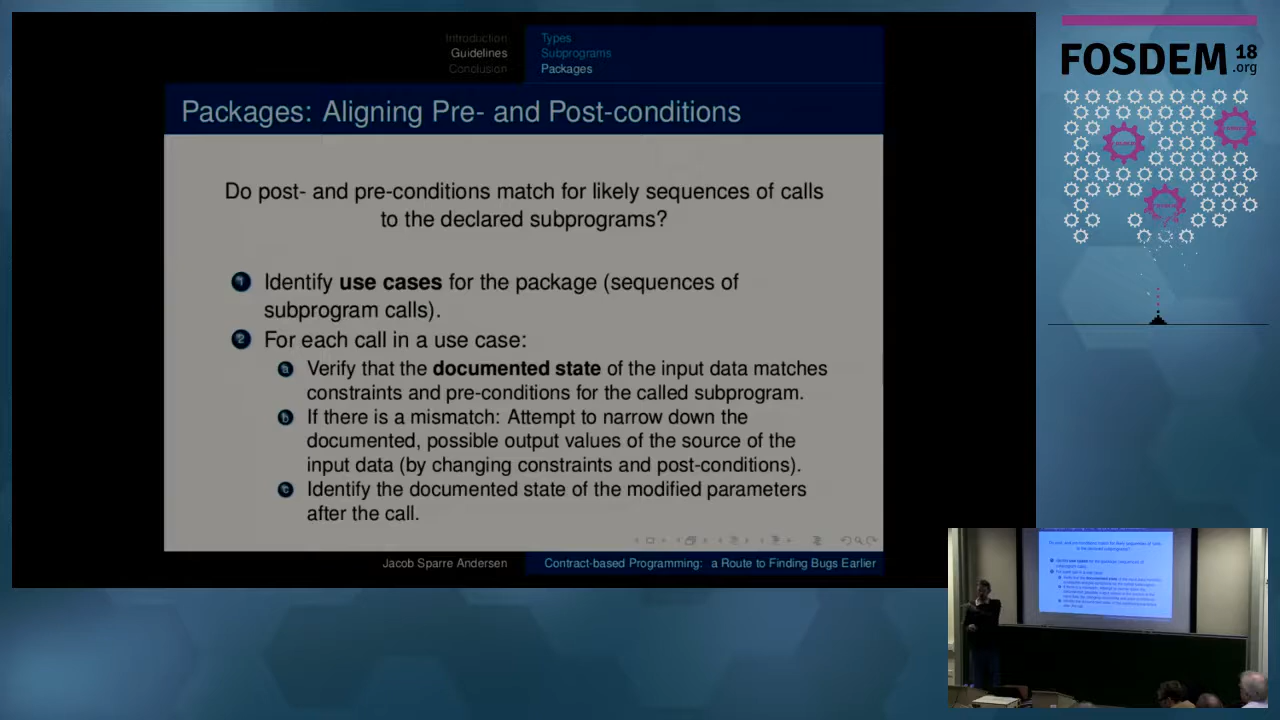 Introduction
Guidelines
Conclusion
Types
Subprograms
Packages
Packages: Aligning Pre- and Post-conditions
Do post- and pre-conditions match for likely sequences of calls
to the declared subprograms?
1 Identify use cases for the package (sequences of
subprogram calls).
2 For each call in a use case:
a Verify that the documented state of the input data matches
constraints and pre-conditions for the called subprogram.
b If there is a mismatch: Attempt to narrow down the
documented, possible output values of the source of the
input data (by changing constraints and post-conditions).
c Identify the documented state of the modified parameters
after the call.
Jacob Sparre Andersen
Contract-based Programming: a Route to Finding Bugs Earlier
FOSDEM 18
.org